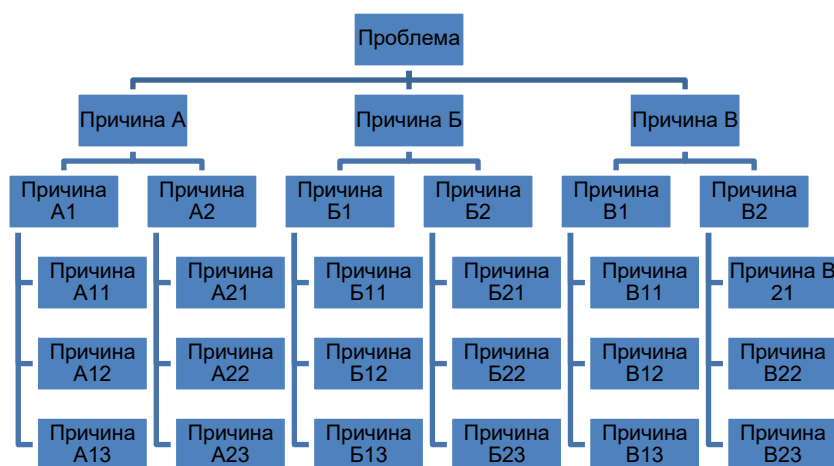 Проблема
Причина А
Причина Б
Причина В
Причина
А1
Причина
А2
Причина
Б1
Причина
Б2
Причина
В1
Причина
В2
Причина
А11
Причина
А21
Причина
Б11
Причина
Б21
Причина
В11
Причина В
21
Причина
А12
Причина
А22
Причина
Б12
Причина
Б22
Причина
В12
Причина
В22
Причина
А13
Причина
А23
Причина
Б13
Причина
Б23
Причина
В13
Причина
В23